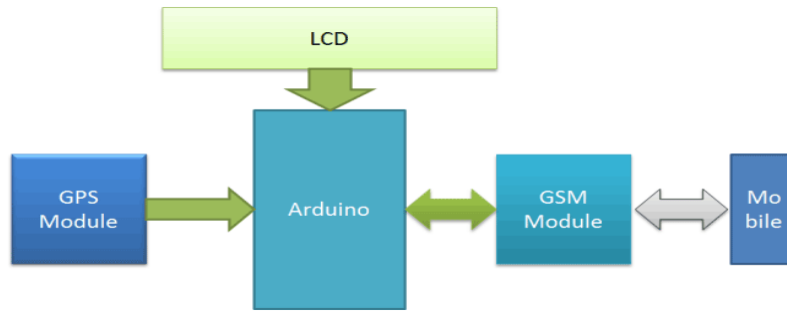 LCD
GPS
Module
Arduino
GSM
Module
Mo
bile